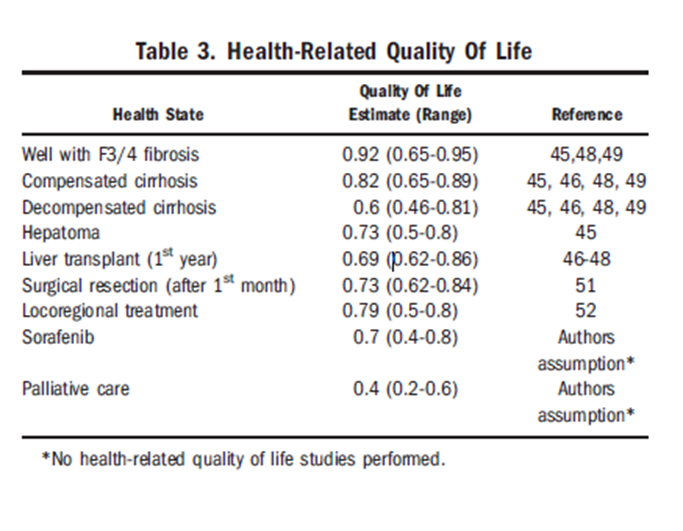 Table 3. Health-Related Quality Of Life
Health State Quality Of Life Estimate (Range) Reference
Well with F3/4 fibrosis 0.92 (0.65-0.95) 45,48,49
Compensated cirrhosis 0.82 (0.65-0.89) 45, 46, 48, 49
Decompensated cirrhosis 0.6 (0.46-0.81) 45, 46, 48, 49
Hepatoma 0.73 (0.5-0.8) 45
Liver transplant (1st year) 0.69 (0.62-0.86) 46-48
Surgical resection (after 1st month) 0.73 (0.62-0.84) 51
Locoregional treatment 0.79 (0.5-0.8) 52
Sorafenib 0.7 (0.4-0.8) Authors assumption*
Palliative care 0.4 (0.2-0.6) Authors assumption*
*No health-related quality of life studies performed.